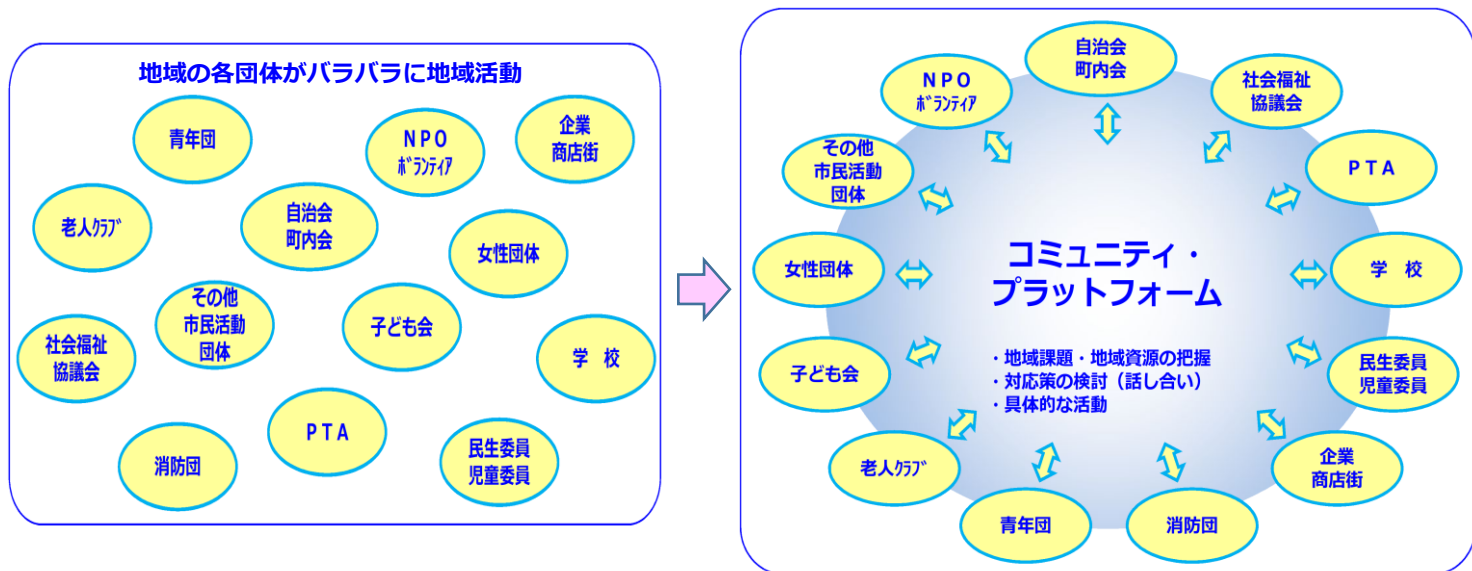 地域の各団体がバラバラに地域活動
青年団
ＮＰＯ
ﾎﾞﾗﾝﾃｨｱ
企業
商店街
老人ｸﾗﾌﾞ
自治会
町内会
女性団体
その他
市民活動
団体
子ども会
社会福祉
協議会
学　校
ＰＴＡ
消防団
民生委員
児童委員
自治会
町内会
ＮＰＯ
ﾎﾞﾗﾝﾃｨｱ
社会福祉
協議会
その他
市民活動
団体
ＰＴＡ
女性団体
コミュニティ・
プラットフォーム
学　校
子ども会
・地域課題・地域資源の把握
・対応策の検討（話し合い）
・具体的な活動
民生委員
児童委員
老人ｸﾗﾌﾞ
企業
商店街
青年団
消防団